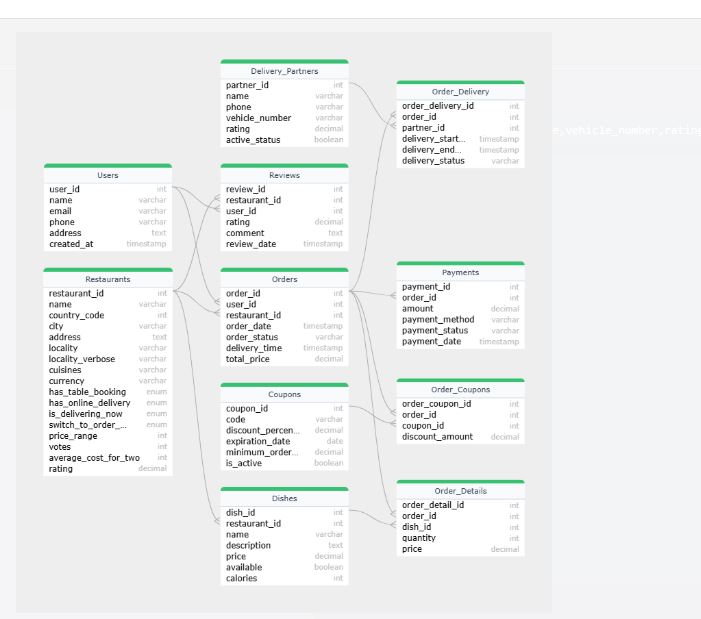 Delivery_Partners
partner_id int
name varchar
phone varchar
vehicle_number varchar
rating decimal
active_status boolean
Order_Delivery
order_delivery_id int
order_id int
partner_id int
delivery_start... timestamp
delivery_end... timestamp
delivery_status varchar
e,vehicle_number,rating
Users
user_id int
name varchar
email varchar
phone varchar
address text
created_at timestamp
Reviews
review_id int
restaurant_id int
user_id int
rating decimal
comment text
review_date timestamp
Restaurants
restaurant_id int
name varchar
country_code int
city varchar
address text
locality varchar
locality_verbose varchar
cuisines varchar
currency varchar
has_table_booking enum
has_online_delivery enum
is_delivering_now enum
switch_to_order_... enum
price_range int
votes int
average_cost_for_two int
rating decimal
Orders
order_id int
user_id int
restaurant_id int
order_date timestamp
order_status varchar
delivery_time timestamp
total_price decimal
Payments
payment_id int
order_id int
amount decimal
payment_method varchar
payment_status varchar
payment_date timestamp
Coupons
coupon_id int
code varchar
discount_percen... decimal
expiration_date date
minimum_order... decimal
is_active boolean
Order_Coupons
order_coupon_id int
order_id int
coupon_id int
discount_amount decimal
Dishes
dish_id int
restaurant_id int
name varchar
description text
price decimal
available boolean
calories int
Order_Details
order_detail_id int
order_id int
dish_id int
quantity int
price decimal